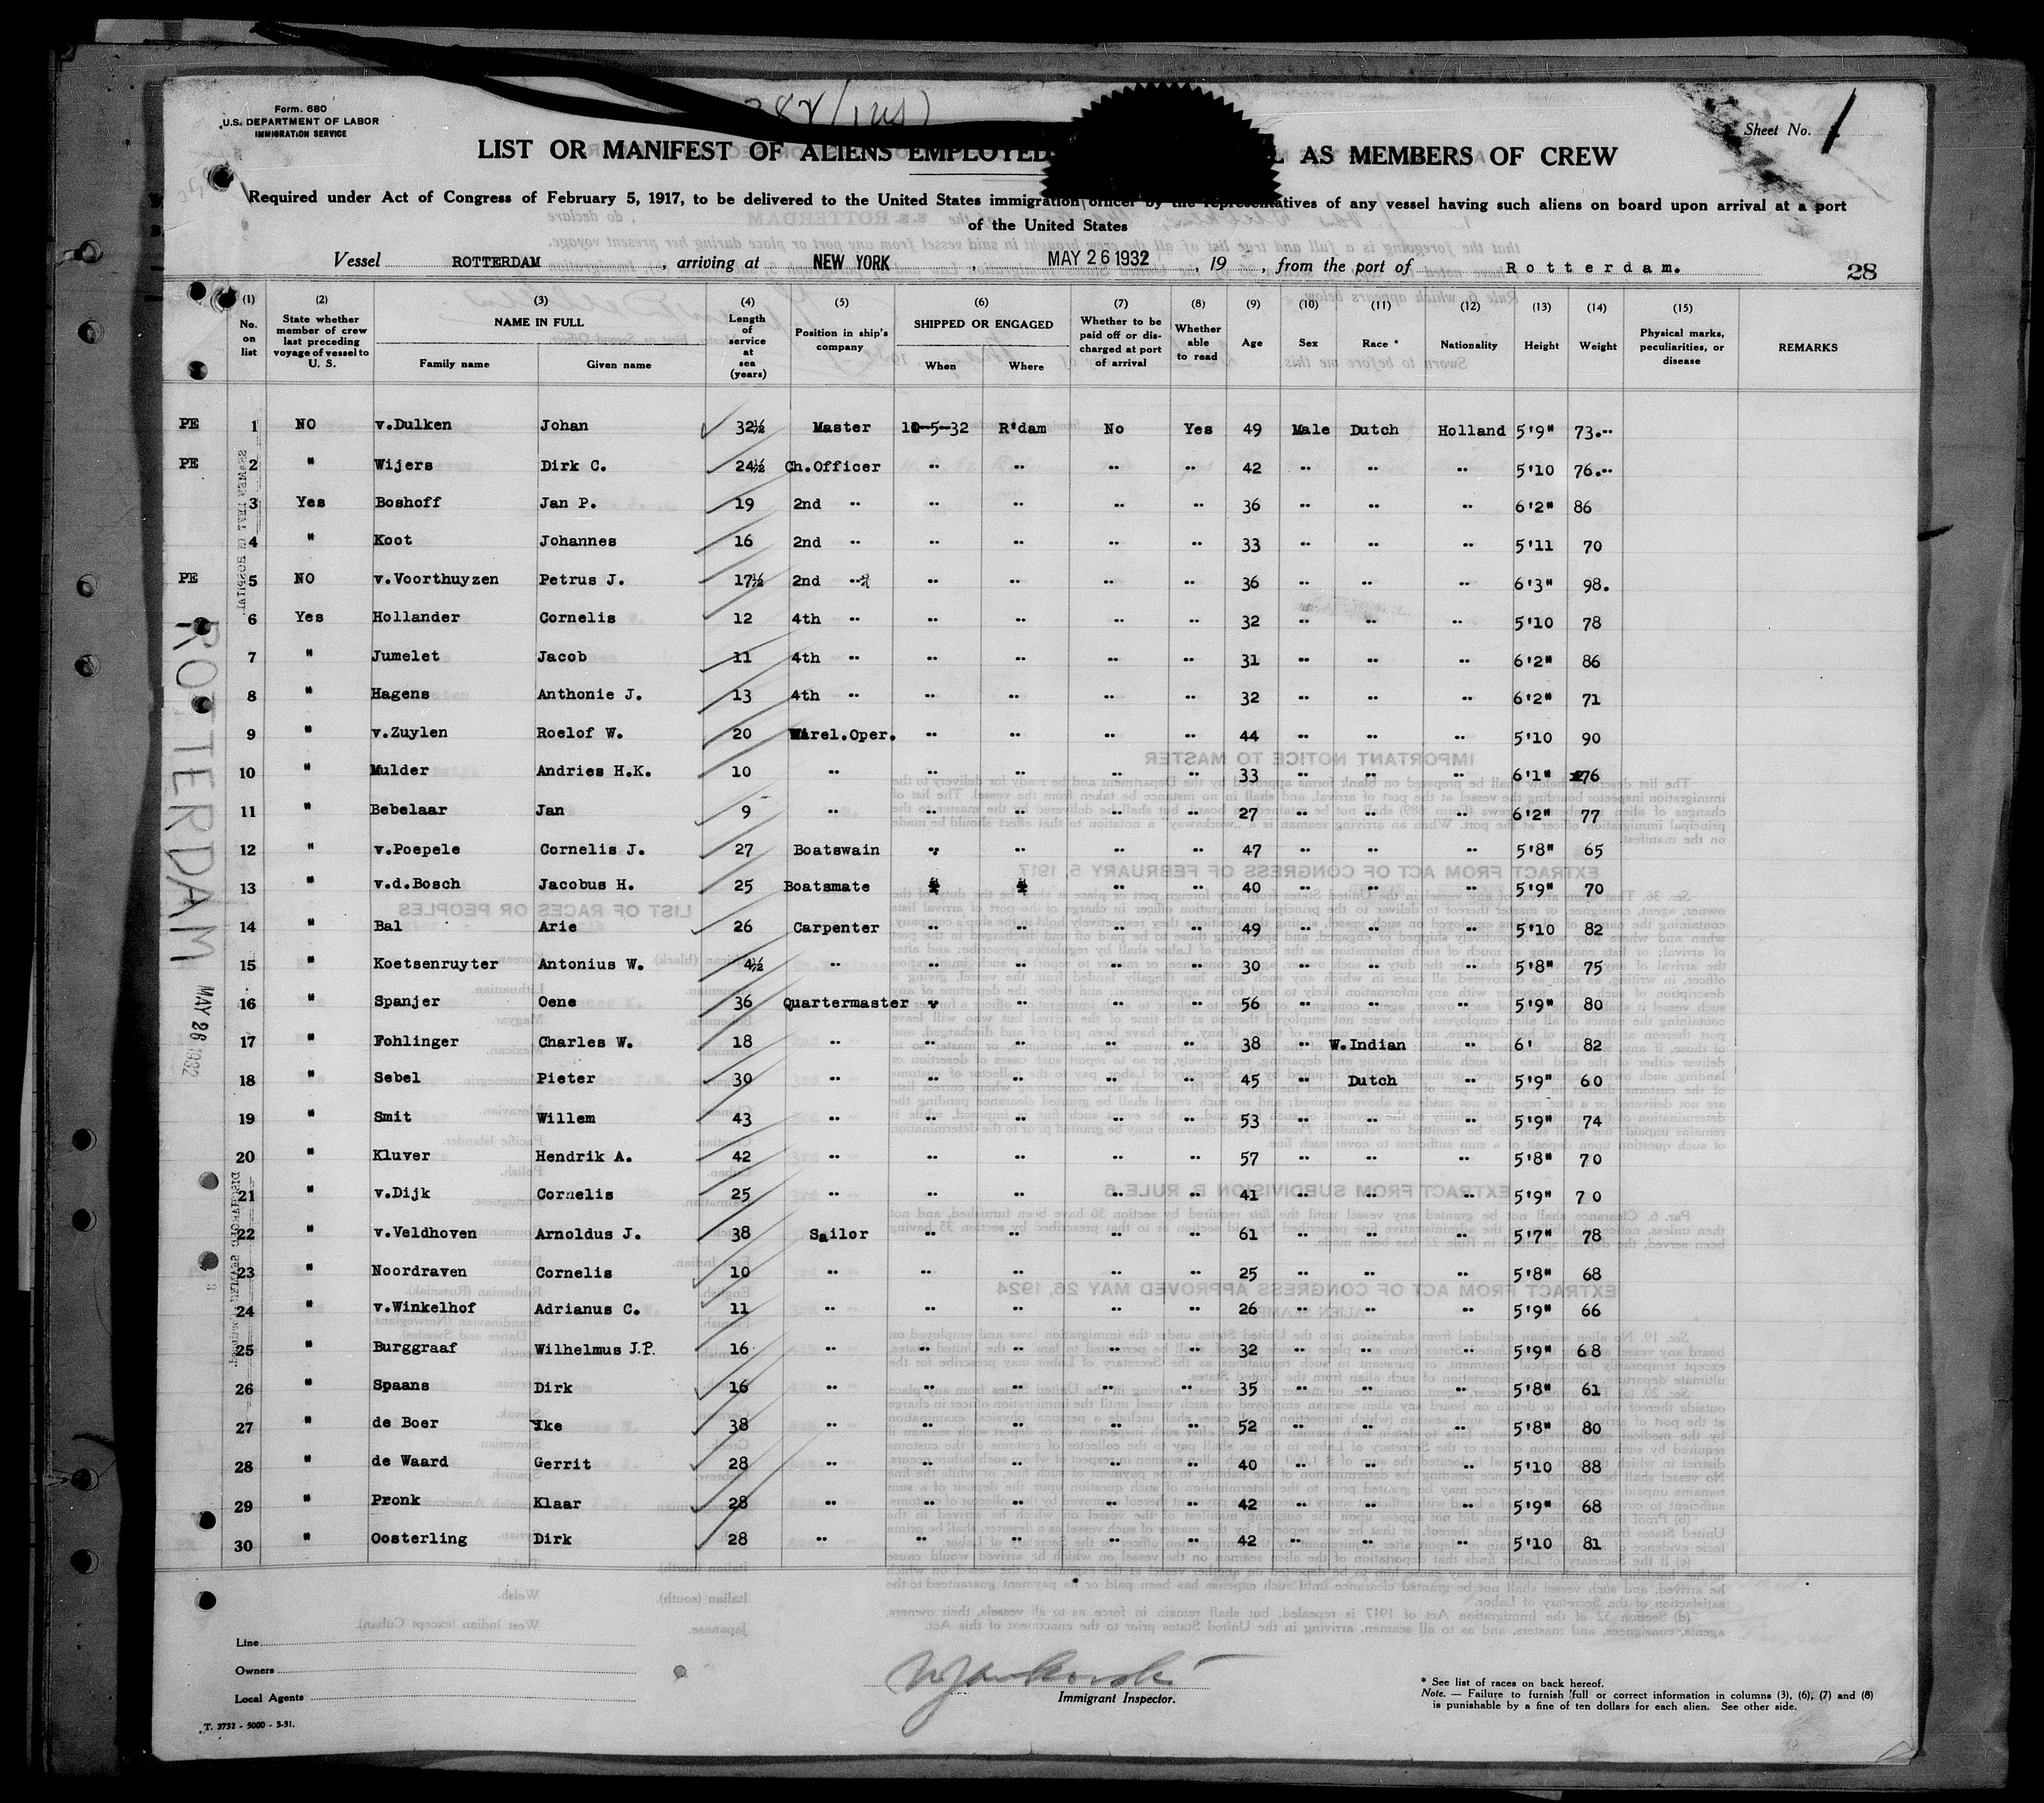 Form. 680
U.S. DEPARTMENT OF LABOR
IMMIGRATION SERVICE
Sheet No. 1
LIST OR MANIFEST OF ALIENS EMPLOYED L AS MEMBERS OF CREW
Required under Act of Congress of February 5, 1917, to be delivered to the United States immigration officer by the representatives of any vessel having such aliens on board upon arrival at a port
of the United States
Vessel ROTTERDAM, arriving at NEW YORK, MAY 26 1932, 19, from the port of Rotterdam.
28
(1) (2) (3) (4) (5) (6) (7) (8) (9) (10) (11) (12) (13) (14) (15)
No. on list | State whether member of crew last preceding voyage of vessel to U. S. | NAME IN FULL Family name Given name | Length of service at sea (years) | Position in ship's company | SHIPPED OR ENGAGED When Where | Whether to be paid off or discharged at port of arrival | Whether able to read | Age | Sex | Race * | Nationality | Height | Weight | Physical marks, peculiarities, or disease | REMARKS
PE 1 NO v.Dulken Johan 32½ Master -5-32 R'dam No Yes 49 Male Dutch Holland 5'9" 73.
PE 2 " Wijers Dirk C. 24½ Ch.Officer " " " " 42 " " " 5'10 76.
3 Yes Boshoff Jan P. 19 2nd " " " " " 36 " " " 6'2" 86
4 " Koot Johannes 16 2nd " " " " " 33 " " " 5'11 70
PE 5 NO v.Voorthuyzen Petrus J. 17½ 2nd " " " " " 36 " " " 6'3" 98.
6 Yes Hollander Cornelis 12 4th " " " " " 32 " " " 5'10 78
7 " Jumelet Jacob 11 4th " " " " " 31 " " " 6'2" 86
8 " Hagens Anthonie J. 13 4th " " " " " 32 " " " 6'2" 71
9 " v.Zuylen Roelof W. 20 Wirel.Oper. " " " " 44 " " " 5'10 90
10 " Mulder Andries H.K. 10 " " " " " 33 " " " 6'1" 76
11 " Bebelaar Jan 9 " " " " " 27 " " " 6'2" 77
12 " v.Poepele Cornelis J. 27 Boatswain " " " " 47 " " " 5'8" 65
13 " v.d.Bosch Jacobus H. 25 Boatsmate " " " " 40 " " " 5'9" 70
14 " Bal Arie 26 Carpenter " " " " 49 " " " 5'10 82
15 " Koetsenruyter Antonius W. 4½ " " " " " 30 " " " 5'8" 75
16 " Spanjer Oene 36 Quartermaster " " " " 56 " " " 5'9" 80
17 " Fohlinger Charles W. 18 " " " " " 38 " W.Indian " 6' 82
18 " Sebel Pieter 30 " " " " " 45 " Dutch " 5'9" 60
19 " Smit Willem 43 " " " " " 53 " " " 5'9" 74
20 " Kluver Hendrik A. 42 " " " " " 57 " " " 5'8" 70
21 " v.Dijk Cornelis 25 " " " " " 41 " " " 5'9" 70
22 " v.Veldhoven Arnoldus J. 38 Sailor " " " " 61 " " " 5'7" 78
23 " Noordraven Cornelis 10 " " " " " 25 " " " 5'8" 68
24 " v.Winkelhof Adrianus C. 11 " " " " " 26 " " " 5'9" 66
25 " Burggraaf Wilhelmus J.P. 16 " " " " " 32 " " " 5'9" 68
26 " Spaans Dirk 16 " " " " " 35 " " " 5'8" 61
27 " de Boer Ike 38 " " " " " 52 " " " 5'8" 80
28 " de Waard Gerrit 28 " " " " " 40 " " " 5'10 88
29 " Pronk Klaar 28 " " " " " 42 " " " 5'9" 68
30 " Oosterling Dirk 28 " " " " " 42 " " " 5'10 81
ROTTERDAM MAY 26 1932
Line
Owners
Local Agents
T. 3732 - 5000 - 3-31.
Immigrant Inspector.
* See list of races on back hereof.
Note. — Failure to furnish full or correct information in columns (3), (6), (7) and (8)
is punishable by a fine of ten dollars for each alien. See other side.